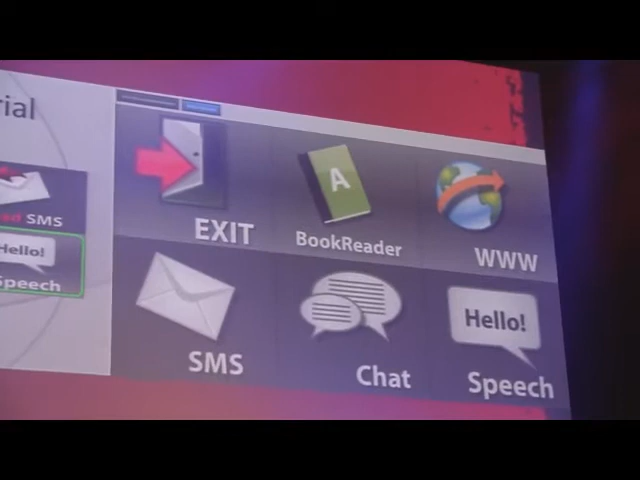 rial
SMS
Hello!
Speech
EXIT
A
BookReader
WWW
SMS
Chat
Hello!
Speech